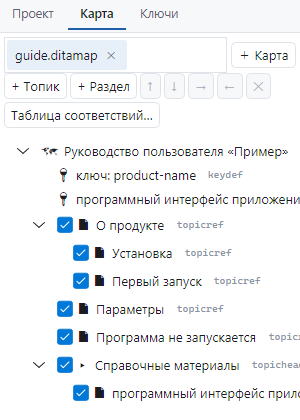 Проект Карта Ключи
guide.ditamap × + Карта
+ Топик + Раздел ↑ ↓ → ← ×
Таблица соответствий...
Руководство пользователя «Пример»
ключ: product-name keydef
программный интерфейс приложени
О продукте topicref
Установка topicref
Первый запуск topicref
Параметры topicref
Программа не запускается topicref
Справочные материалы topichea
программный интерфейс прило